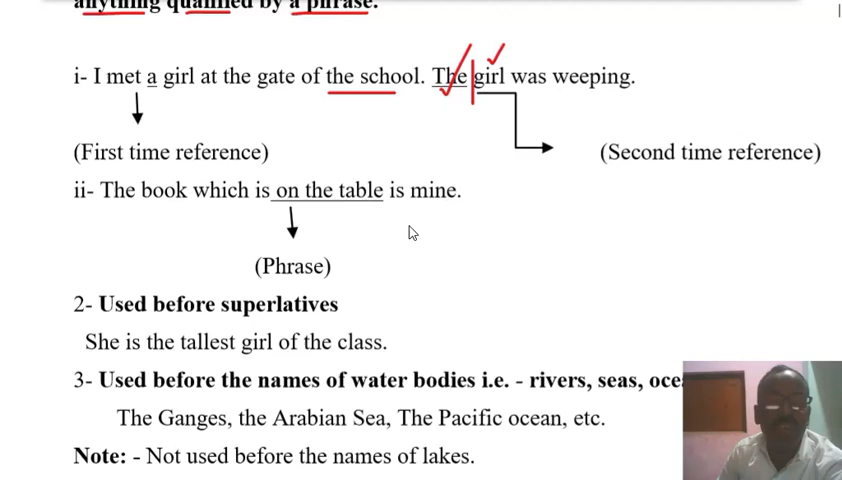 anything qualified by a phrase.
i- I met a girl at the gate of the school. The girl was weeping.
(First time reference) (Second time reference)
ii- The book which is on the table is mine.
(Phrase)
2- Used before superlatives
She is the tallest girl of the class.
3- Used before the names of water bodies i.e. - rivers, seas,
The Ganges, the Arabian Sea, The Pacific ocean, etc.
Note: - Not used before the names of lakes.